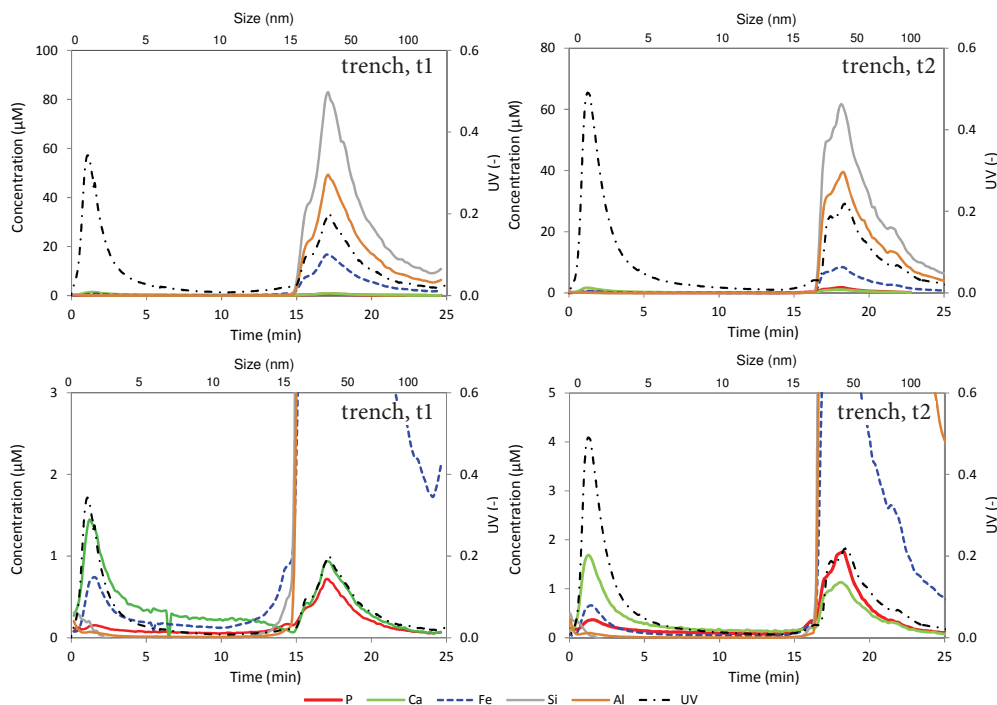 Size (nm)
0 5 10 15 50 100
100 80 60 40 20 0
Concentration (µM)
trench, t1
0.6 0.4 0.2 0.0
UV (-)
0 5 10 15 20 25
Time (min)
Size (nm)
0 5 10 15 50 100
80 60 40 20 0
Concentration (µM)
trench, t2
0.6 0.4 0.2 0.0
UV (-)
0 5 10 15 20 25
Time (min)
Size (nm)
0 5 10 15 50 100
3 2 1 0
Concentration (µM)
trench, t1
0.6 0.4 0.2 0.0
UV (-)
0 5 10 15 20 25
Time (min)
Size (nm)
0 5 10 15 50 100
5 4 3 2 1 0
Concentration (µM)
trench, t2
0.6 0.4 0.2 0.0
UV (-)
0 5 10 15 20 25
Time (min)
P Ca Fe Si Al UV